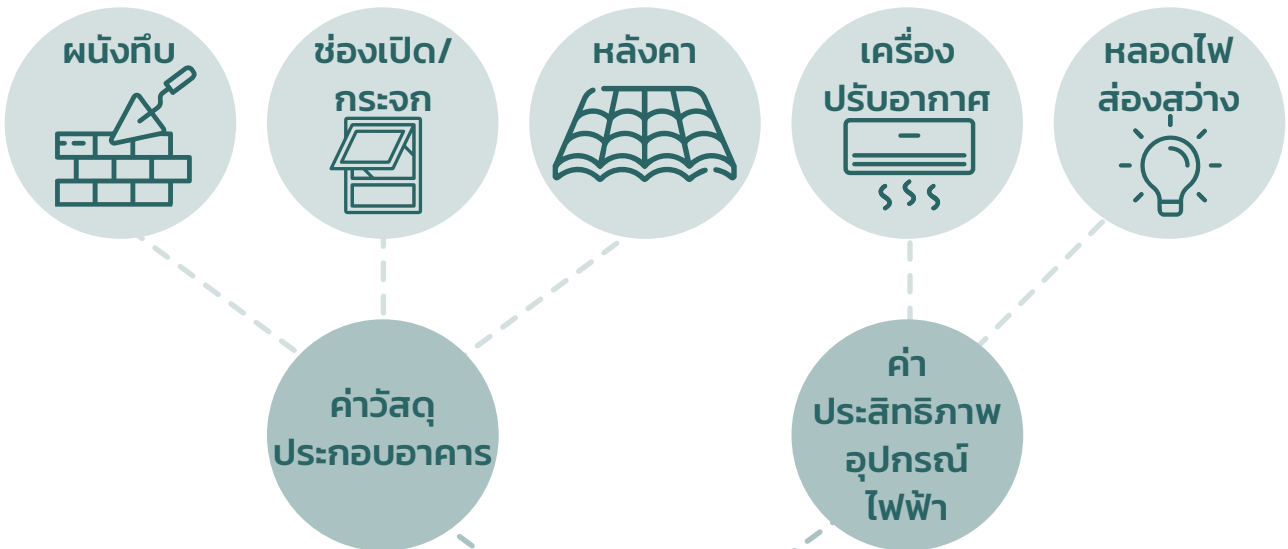 ผนังทึบ
ช่องเปิด/
กระจก
หลังคา
เครื่อง
ปรับอากาศ
หลอดไฟ
ส่องสว่าง
ค่าวัสดุ
ประกอบอาคาร
ค่า
ประสิทธิภาพ
อุปกรณ์
ไฟฟ้า